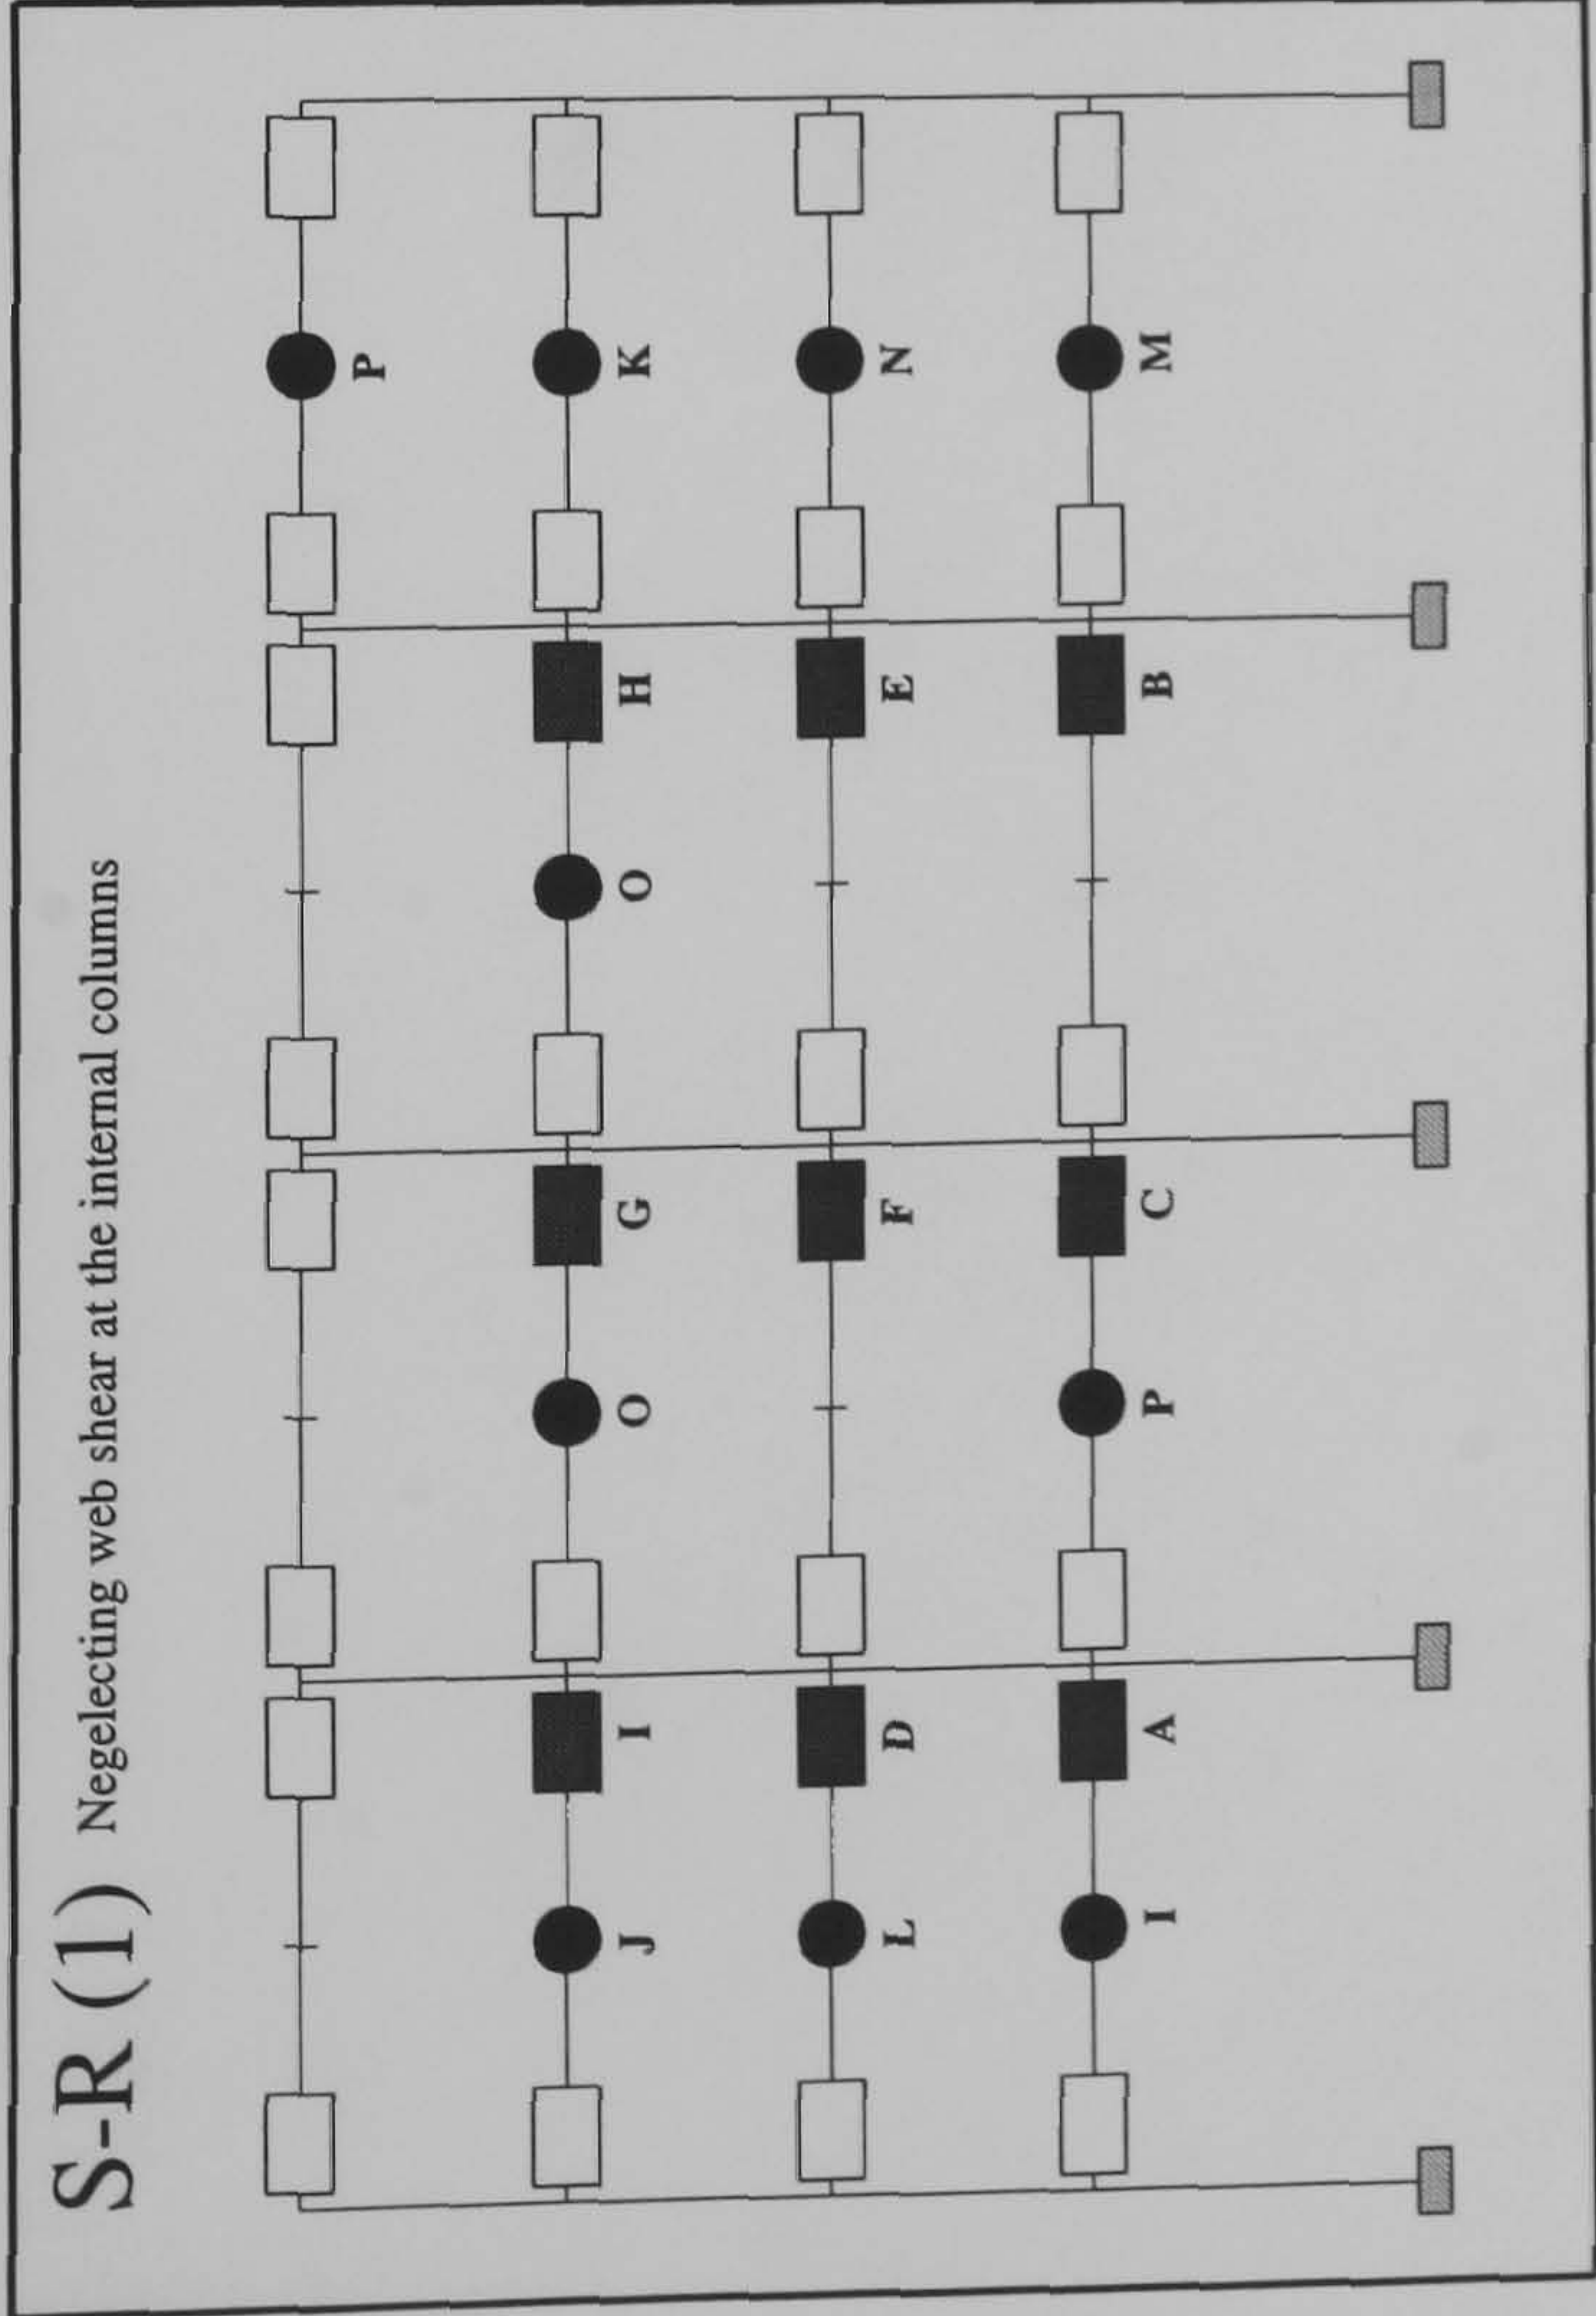 S-R (1) Negelecting web shear at the internal columns
P
J I O G O H K
L D F E N
I A P C B M